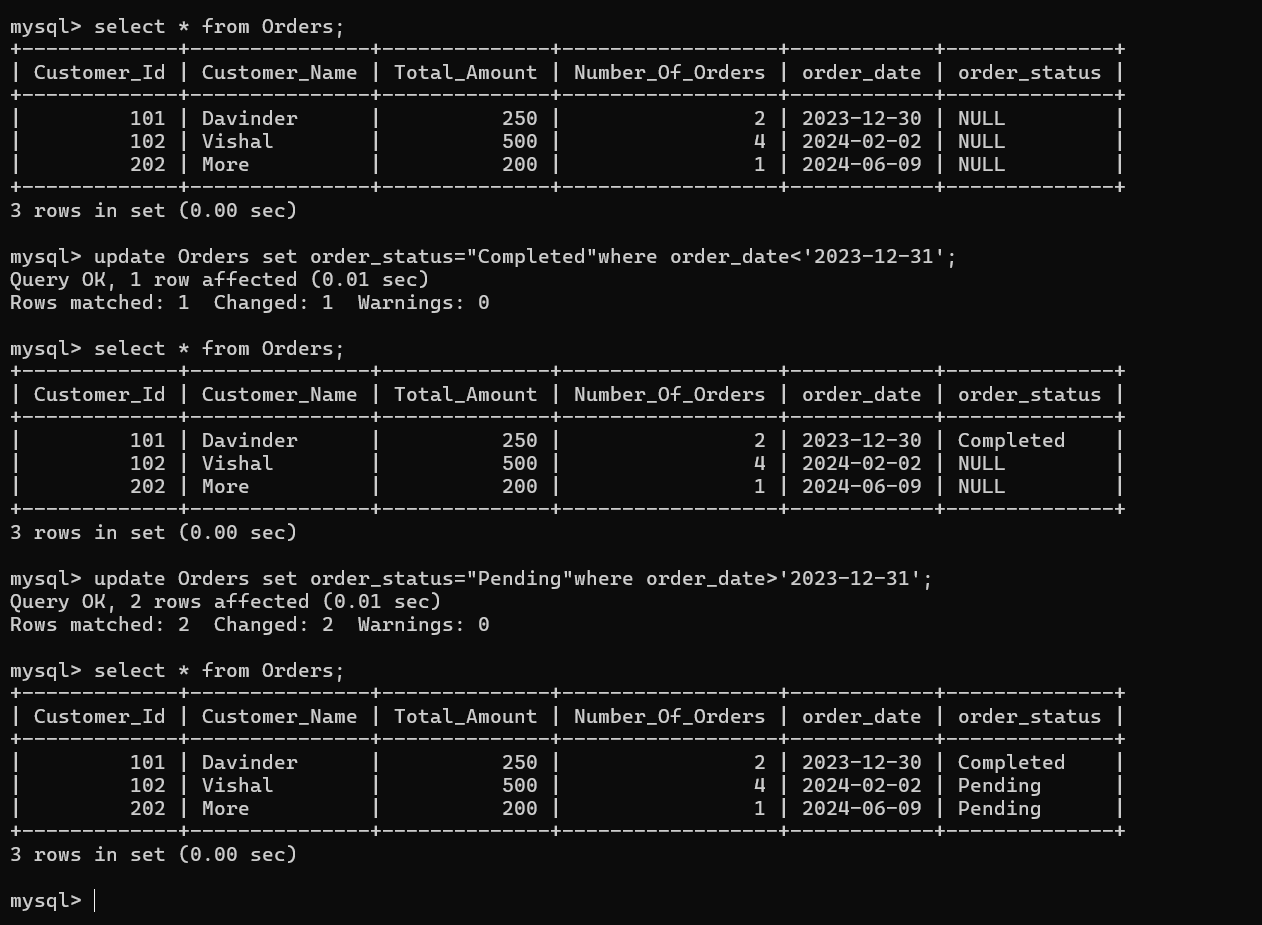 mysql> select * from Orders;
+-------------+---------------+--------------+------------------+------------+--------------+
| Customer_Id | Customer_Name | Total_Amount | Number_Of_Orders | order_date | order_status |
+-------------+---------------+--------------+------------------+------------+--------------+
|         101 | Davinder      |          250 |                2 | 2023-12-30 | NULL         |
|         102 | Vishal        |          500 |                4 | 2024-02-02 | NULL         |
|         202 | More          |          200 |                1 | 2024-06-09 | NULL         |
+-------------+---------------+--------------+------------------+------------+--------------+
3 rows in set (0.00 sec)

mysql> update Orders set order_status="Completed"where order_date<'2023-12-31';
Query OK, 1 row affected (0.01 sec)
Rows matched: 1  Changed: 1  Warnings: 0

mysql> select * from Orders;
+-------------+---------------+--------------+------------------+------------+--------------+
| Customer_Id | Customer_Name | Total_Amount | Number_Of_Orders | order_date | order_status |
+-------------+---------------+--------------+------------------+------------+--------------+
|         101 | Davinder      |          250 |                2 | 2023-12-30 | Completed    |
|         102 | Vishal        |          500 |                4 | 2024-02-02 | NULL         |
|         202 | More          |          200 |                1 | 2024-06-09 | NULL         |
+-------------+---------------+--------------+------------------+------------+--------------+
3 rows in set (0.00 sec)

mysql> update Orders set order_status="Pending"where order_date>'2023-12-31';
Query OK, 2 rows affected (0.01 sec)
Rows matched: 2  Changed: 2  Warnings: 0

mysql> select * from Orders;
+-------------+---------------+--------------+------------------+------------+--------------+
| Customer_Id | Customer_Name | Total_Amount | Number_Of_Orders | order_date | order_status |
+-------------+---------------+--------------+------------------+------------+--------------+
|         101 | Davinder      |          250 |                2 | 2023-12-30 | Completed    |
|         102 | Vishal        |          500 |                4 | 2024-02-02 | Pending      |
|         202 | More          |          200 |                1 | 2024-06-09 | Pending      |
+-------------+---------------+--------------+------------------+------------+--------------+
3 rows in set (0.00 sec)

mysql>